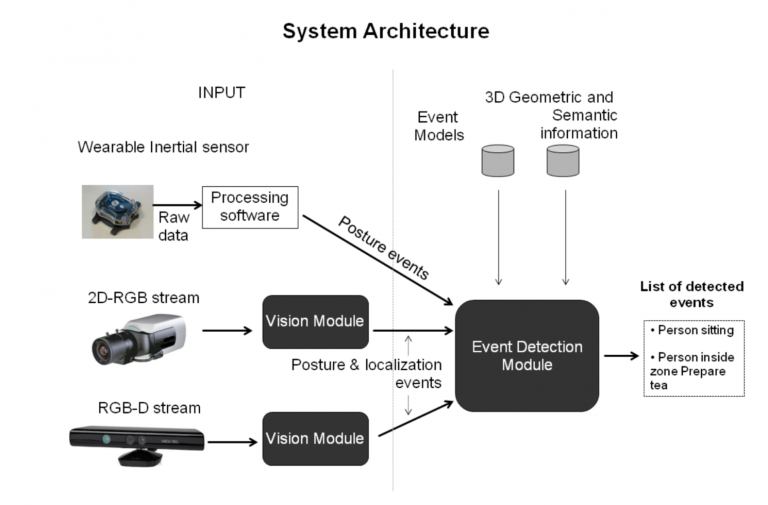 System Architecture
INPUT
Event
Models
3D Geometric and
Semantic
information
Wearable Inertial sensor
Raw
data
Processing
software
Posture events
2D-RGB stream
Vision Module
Posture & localization
events
RGB-D stream
Vision Module
Event Detection
Module
List of detected
events
• Person sitting
• Person inside
zone Prepare
tea